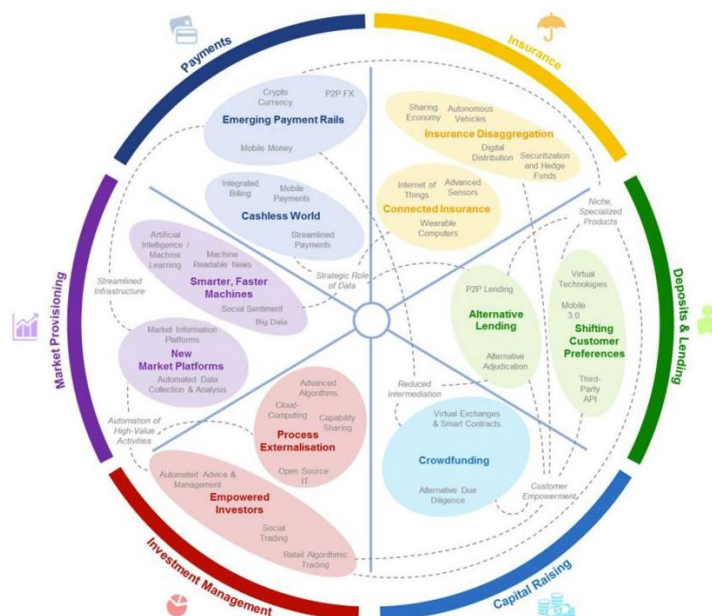 Payments
Insurance
Deposits & Lending
Capital Raising
Investment Management
Market Provisioning
Crypto
Currency
P2P FX
Emerging Payment Rails
Mobile Money
Integrated
Billing
Mobile
Payments
Cashless World
Streamlined
Payments
Sharing
Economy
Autonomous
Vehicles
Insurance Disaggregation
Digital
Distribution
Securitization
and Hedge
Funds
Internet of
Things
Advanced
Sensors
Connected Insurance
Wearable
Computers
Niche,
Specialized
Products
Artificial
Intelligence /
Machine
Learning
Machine
Readable News
Smarter, Faster
Machines
Social Sentiment
Big Data
Streamlined
Infrastructure
Strategic Role
of Data
Market Information
Platforms
New
Market Platforms
Automated Data
Collection & Analysis
Automation of
High-Value
Activities
P2P Lending
Alternative
Lending
Alternative
Adjudication
Virtual
Technologies
Mobile
3.0
Shifting
Customer
Preferences
Third-
Party
API
Reduced
Intermediation
Advanced
Algorithms
Cloud-
Computing
Capability
Sharing
Process
Externalisation
Open Source
IT
Automated Advice &
Management
Empowered
Investors
Social
Trading
Retail Algorithmic
Trading
Virtual Exchanges
& Smart Contracts
Crowdfunding
Alternative Due
Diligence
Customer
Empowerment